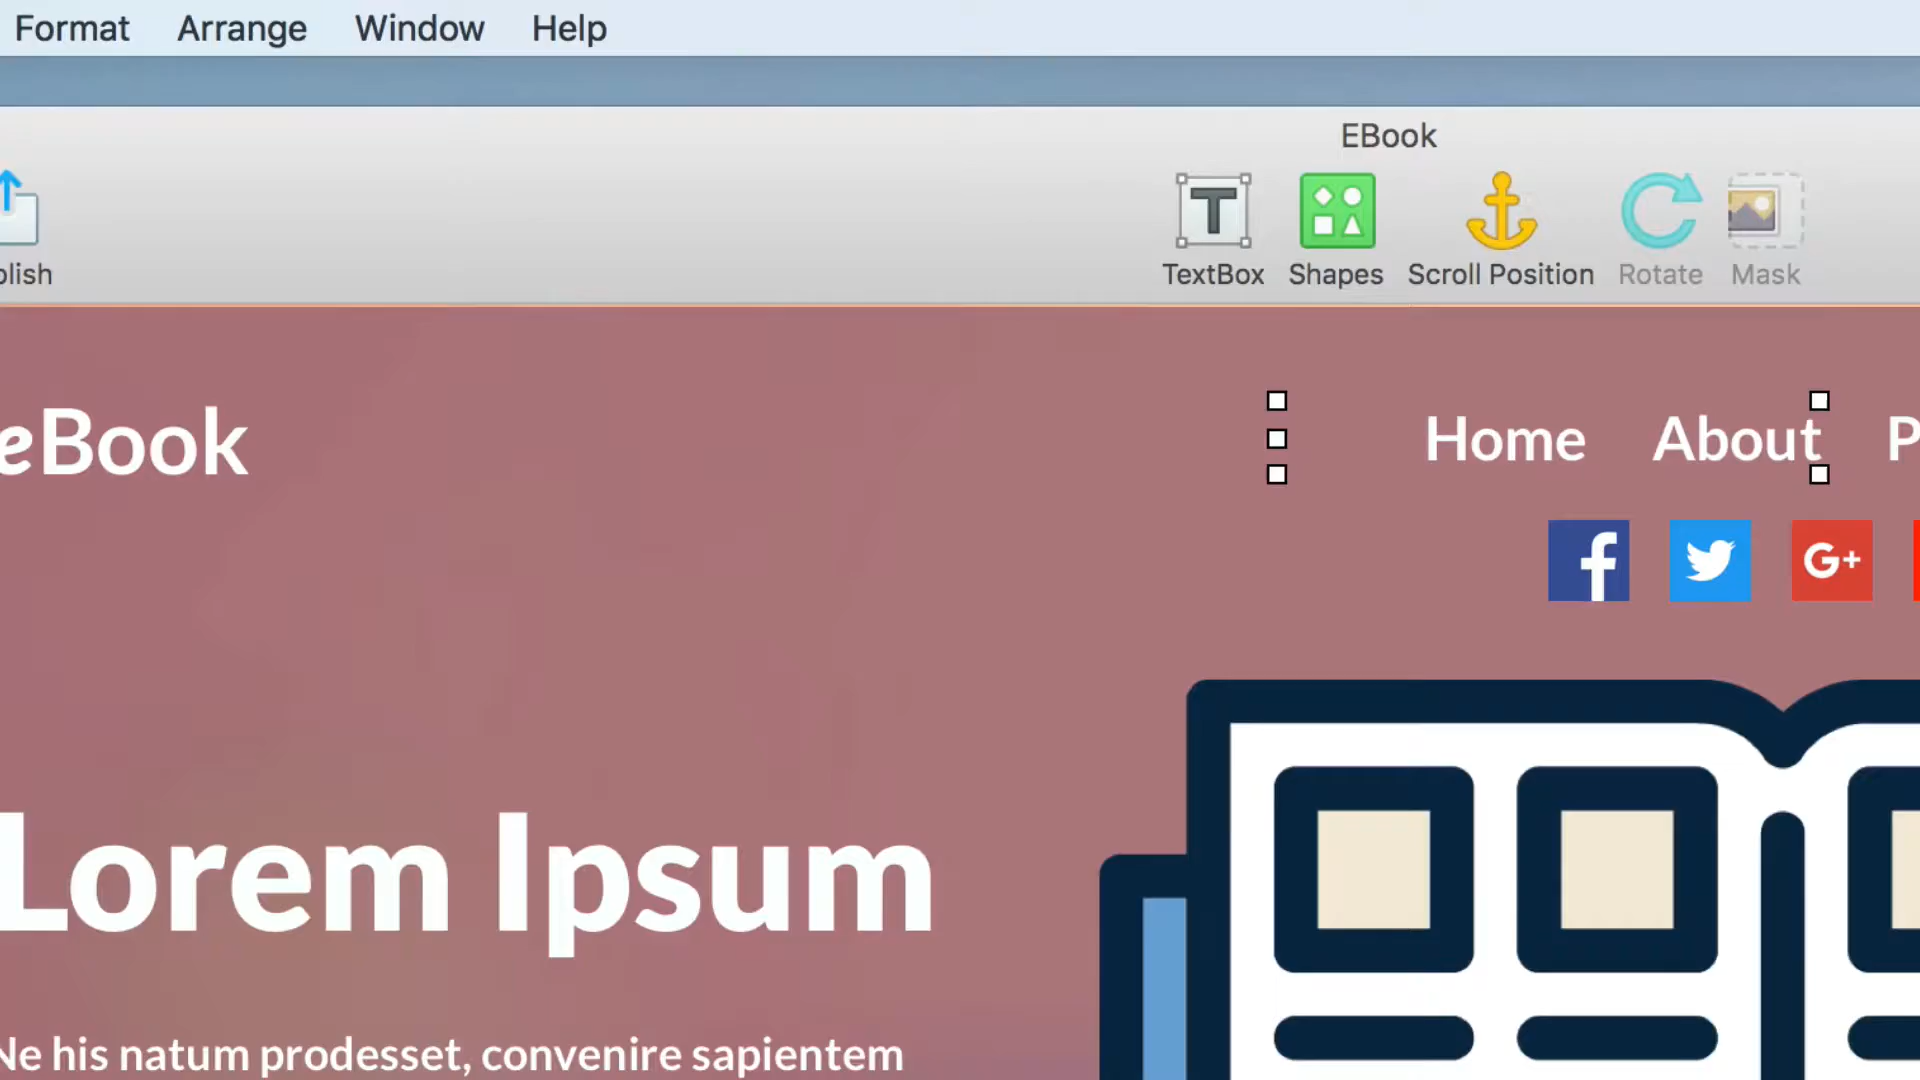 Format Arrange Window Help
EBook
blish TextBox Shapes Scroll Position Rotate Mask
eBook Home About P
f G+
Lorem Ipsum
Ne his natum prodesset, convenire sapientem